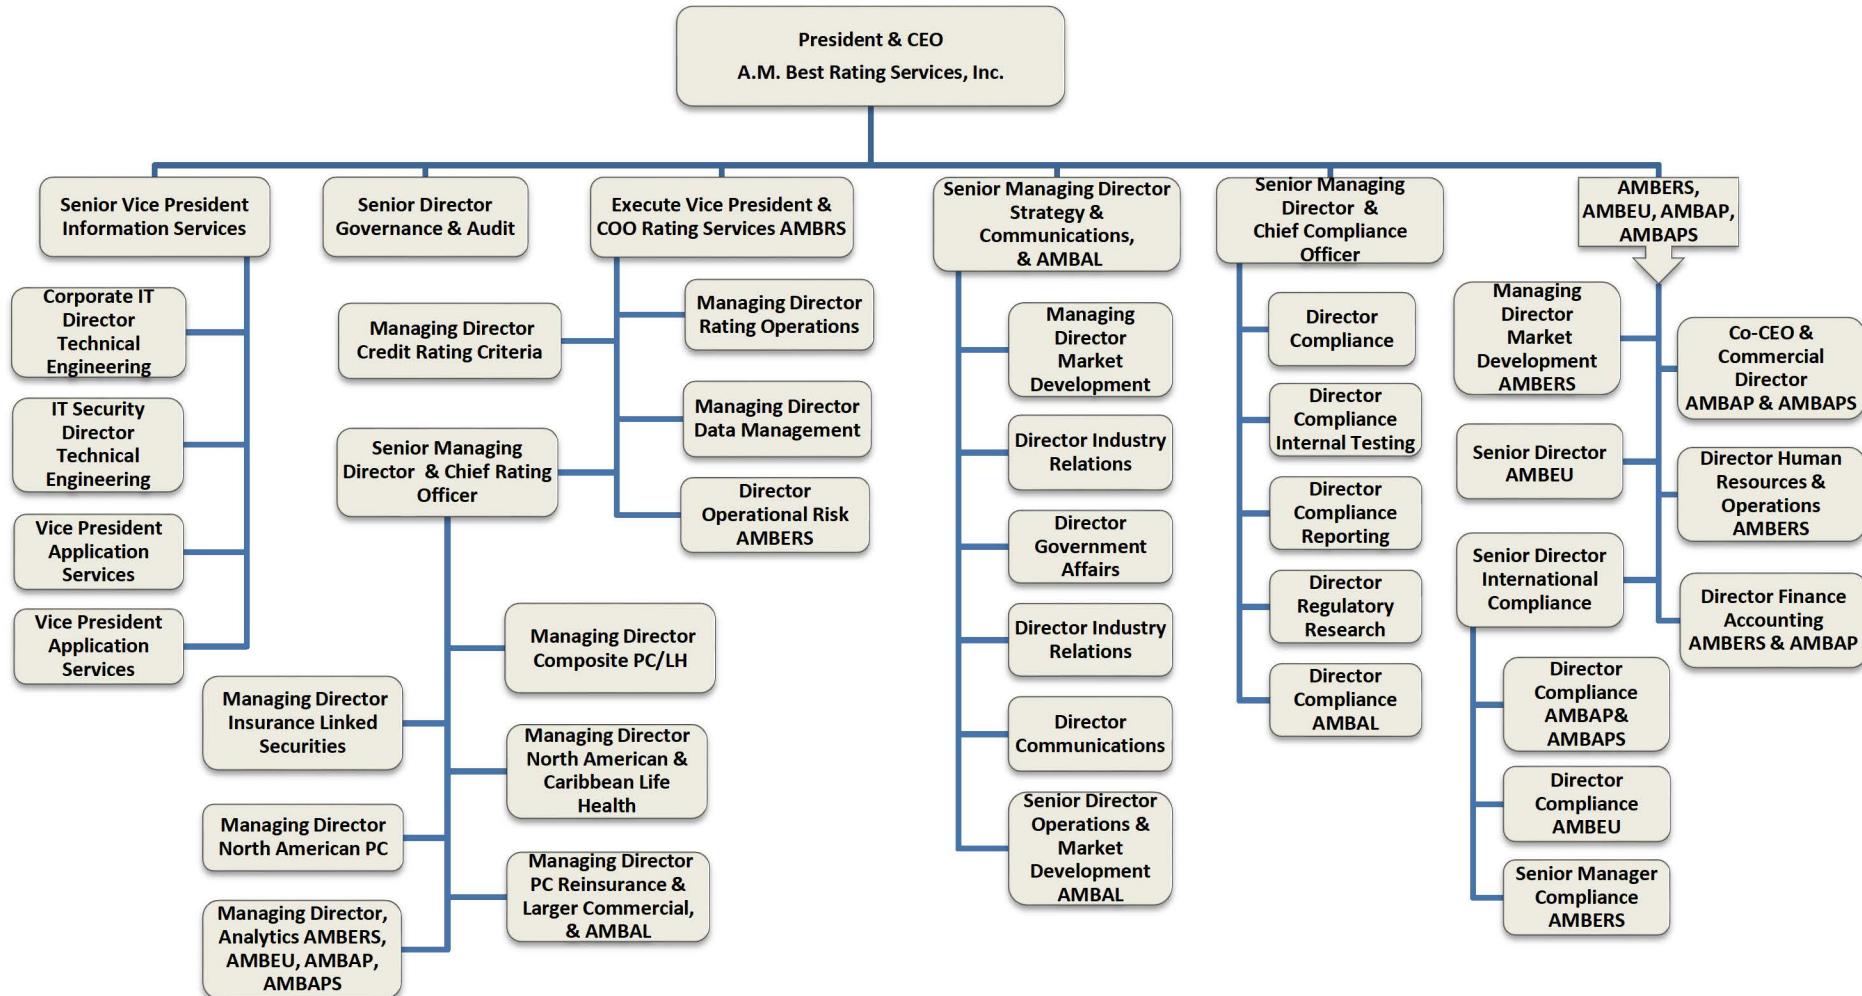 President & CEO
A.M. Best Rating Services, Inc.
Senior Vice President
Information Services
Corporate IT
Director
Technical
Engineering
IT Security
Director
Technical
Engineering
Vice President
Application
Services
Vice President
Application
Services
Senior Director
Governance & Audit
Execute Vice President &
COO Rating Services AMBRS
Managing Director
Credit Rating Criteria
Senior Managing
Director & Chief Rating
Officer
Managing Director
Rating Operations
Managing Director
Data Management
Director
Operational Risk
AMBERS
Managing Director
Insurance Linked
Securities
Managing Director
North American PC
Managing Director,
Analytics AMBERS,
AMBEU, AMBAP,
AMBAPS
Managing Director
Composite PC/LH
Managing Director
North American &
Caribbean Life
Health
Managing Director
PC Reinsurance &
Larger Commercial,
& AMBAL
Senior Managing Director
Strategy &
Communications,
& AMBAL
Managing
Director
Market
Development
Director Industry
Relations
Director
Government
Affairs
Director Industry
Relations
Director
Communications
Senior Director
Operations &
Market
Development
AMBAL
Senior Managing
Director &
Chief Compliance
Officer
Director
Compliance
Director
Compliance
Internal Testing
Director
Compliance
Reporting
Director
Regulatory
Research
Director
Compliance
AMBAL
AMBERS,
AMBEU, AMBAP,
AMBAPS
Managing
Director
Market
Development
AMBERS
Senior Director
AMBEU
Senior Director
International
Compliance
Co-CEO &
Commercial
Director
AMBAP & AMBAPS
Director Human
Resources &
Operations
AMBERS
Director Finance
Accounting
AMBERS & AMBAP
Director
Compliance
AMBAP&
AMBAPS
Director
Compliance
AMBEU
Senior Manager
Compliance
AMBERS